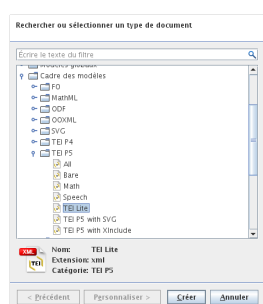 Rechercher ou sélectionner un type de document
Écrire le texte du filtre
Modèles globaux
Cadre des modèles
FO
MathML
ODF
OOXML
SVG
TEI P4
TEI P5
All
Bare
Math
Speech
TEI Lite
TEI P5 with SVG
TEI P5 with XInclude
XML
TEI
Nom: TEI Lite
Extension: xml
Catégorie: TEI P5
< Précédent Personnaliser > Créer Annuler